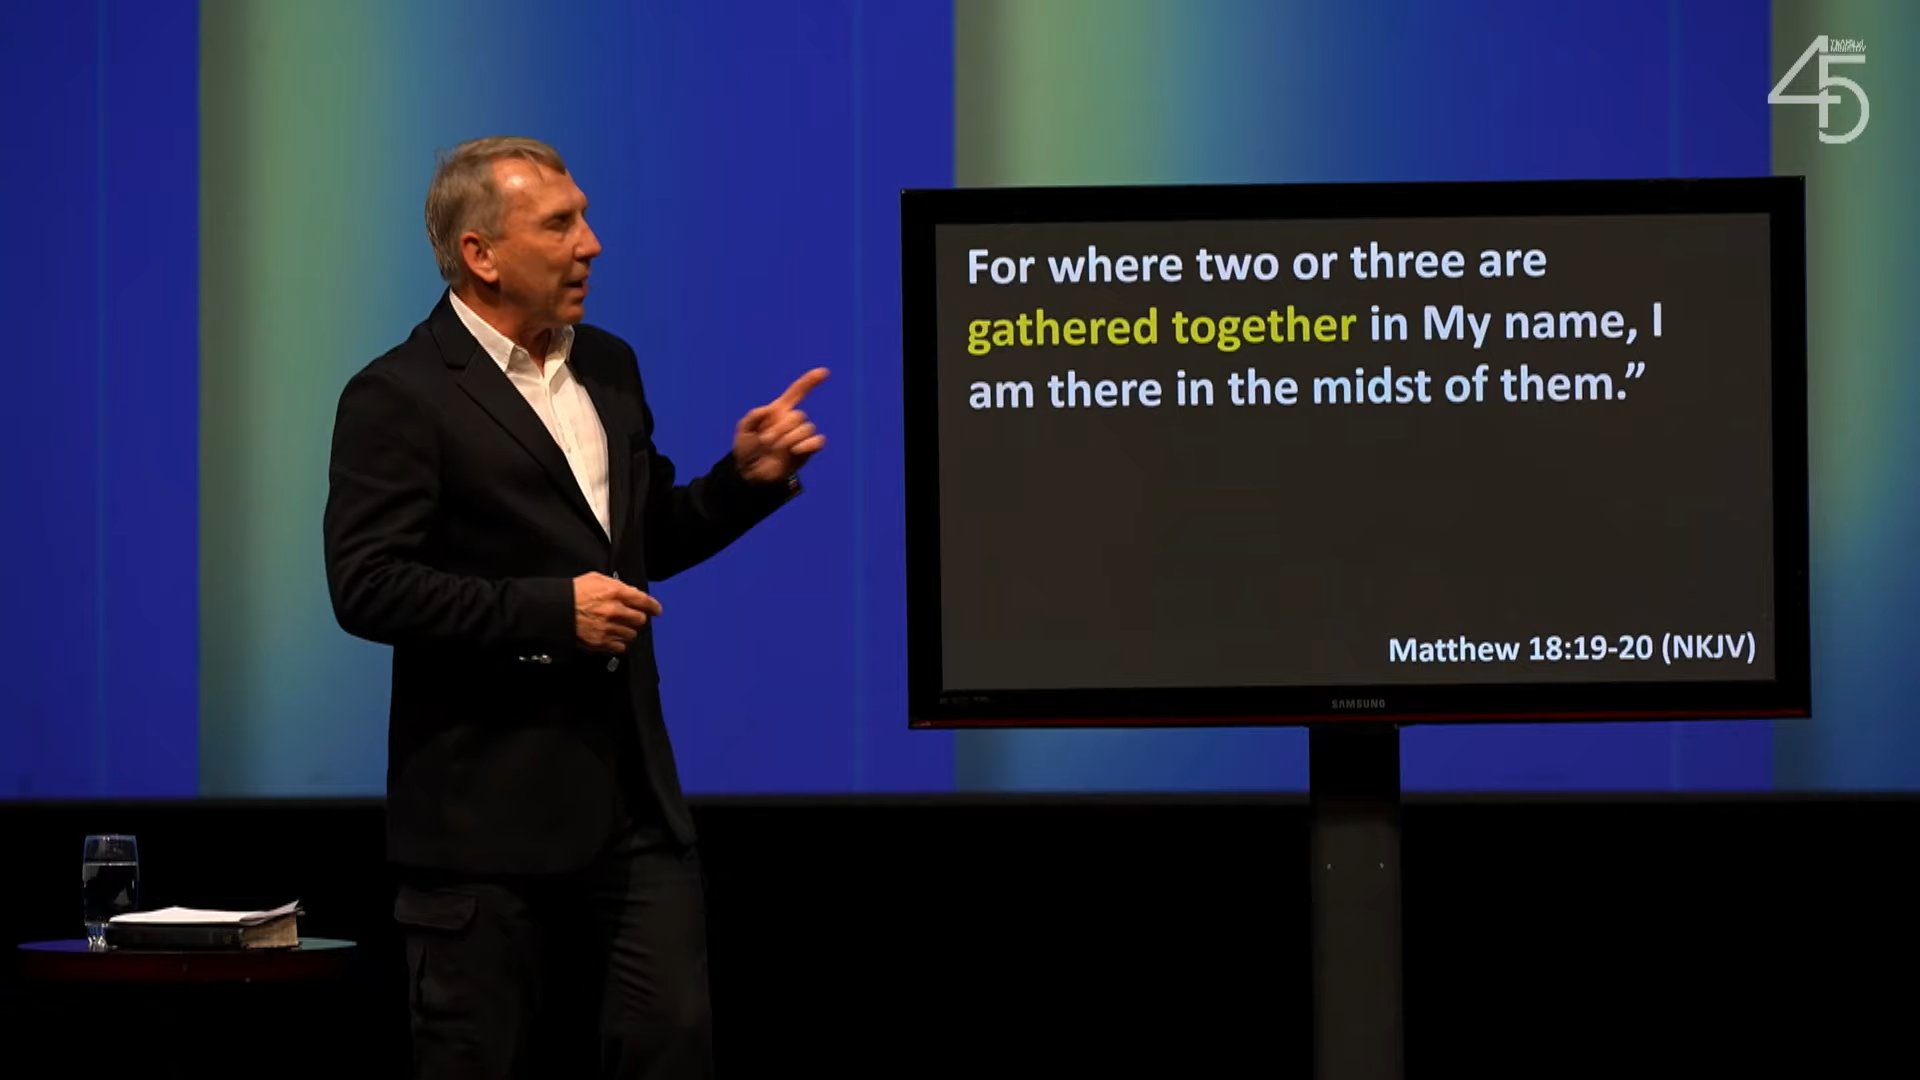 45
For where two or three are
gathered together in My name, I
am there in the midst of them.”
Matthew 18:19-20 (NKJV)
SAMSUNG